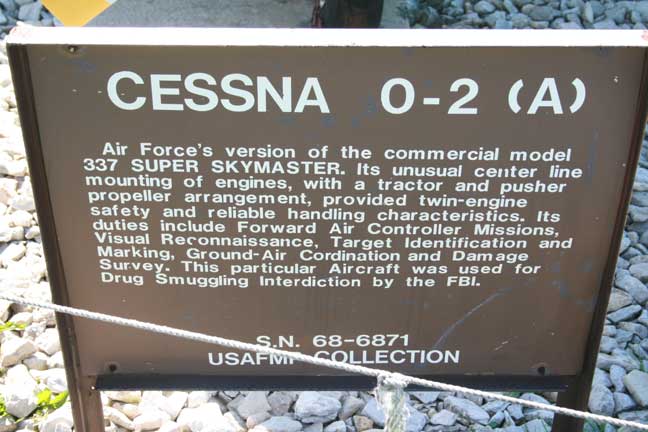 CESSNA O-2 (A)
Air Force's version of the commercial model
337 SUPER SKYMASTER. Its unusual center line
mounting of engines, with a tractor and pusher
propeller arrangement, provided twin-engine
safety and reliable handling characteristics. Its
duties include Forward Air Controller Missions,
Visual Reconnaissance, Target Identification and
Marking, Ground-Air Cordination and Damage
Survey. This particular Aircraft was used for
Drug Smuggling Interdiction by the FBI.
S.N. 68-6871
USAFMP COLLECTION